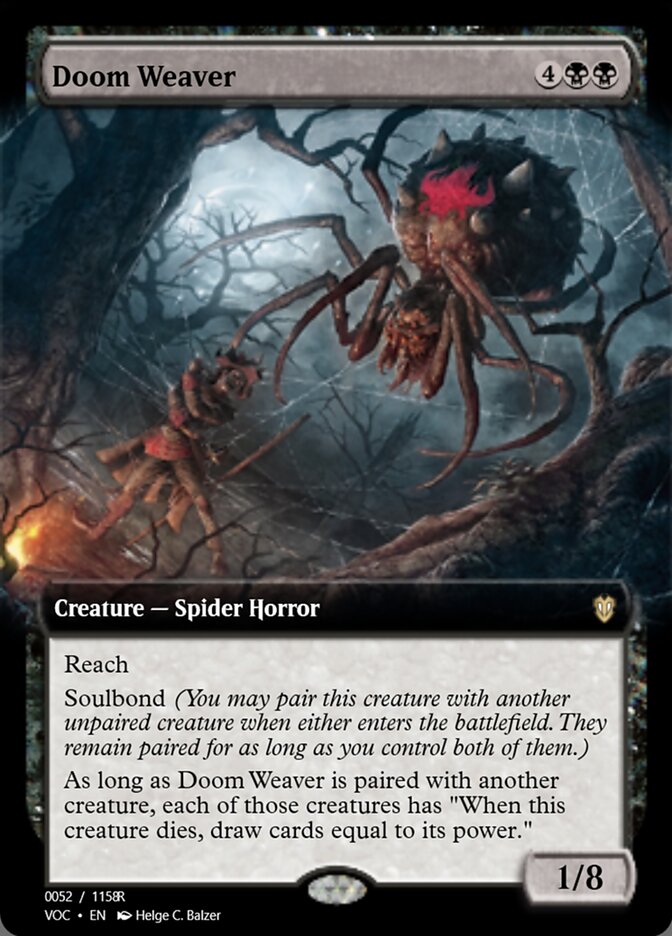 Doom Weaver 4
Creature — Spider Horror
Reach
Soulbond (You may pair this creature with another
unpaired creature when either enters the battlefield. They
remain paired for as long as you control both of them.)
As long as Doom Weaver is paired with another
creature, each of those creatures has "When this
creature dies, draw cards equal to its power."
1/8
0052 / 1158R
VOC • EN Helge C. Balzer